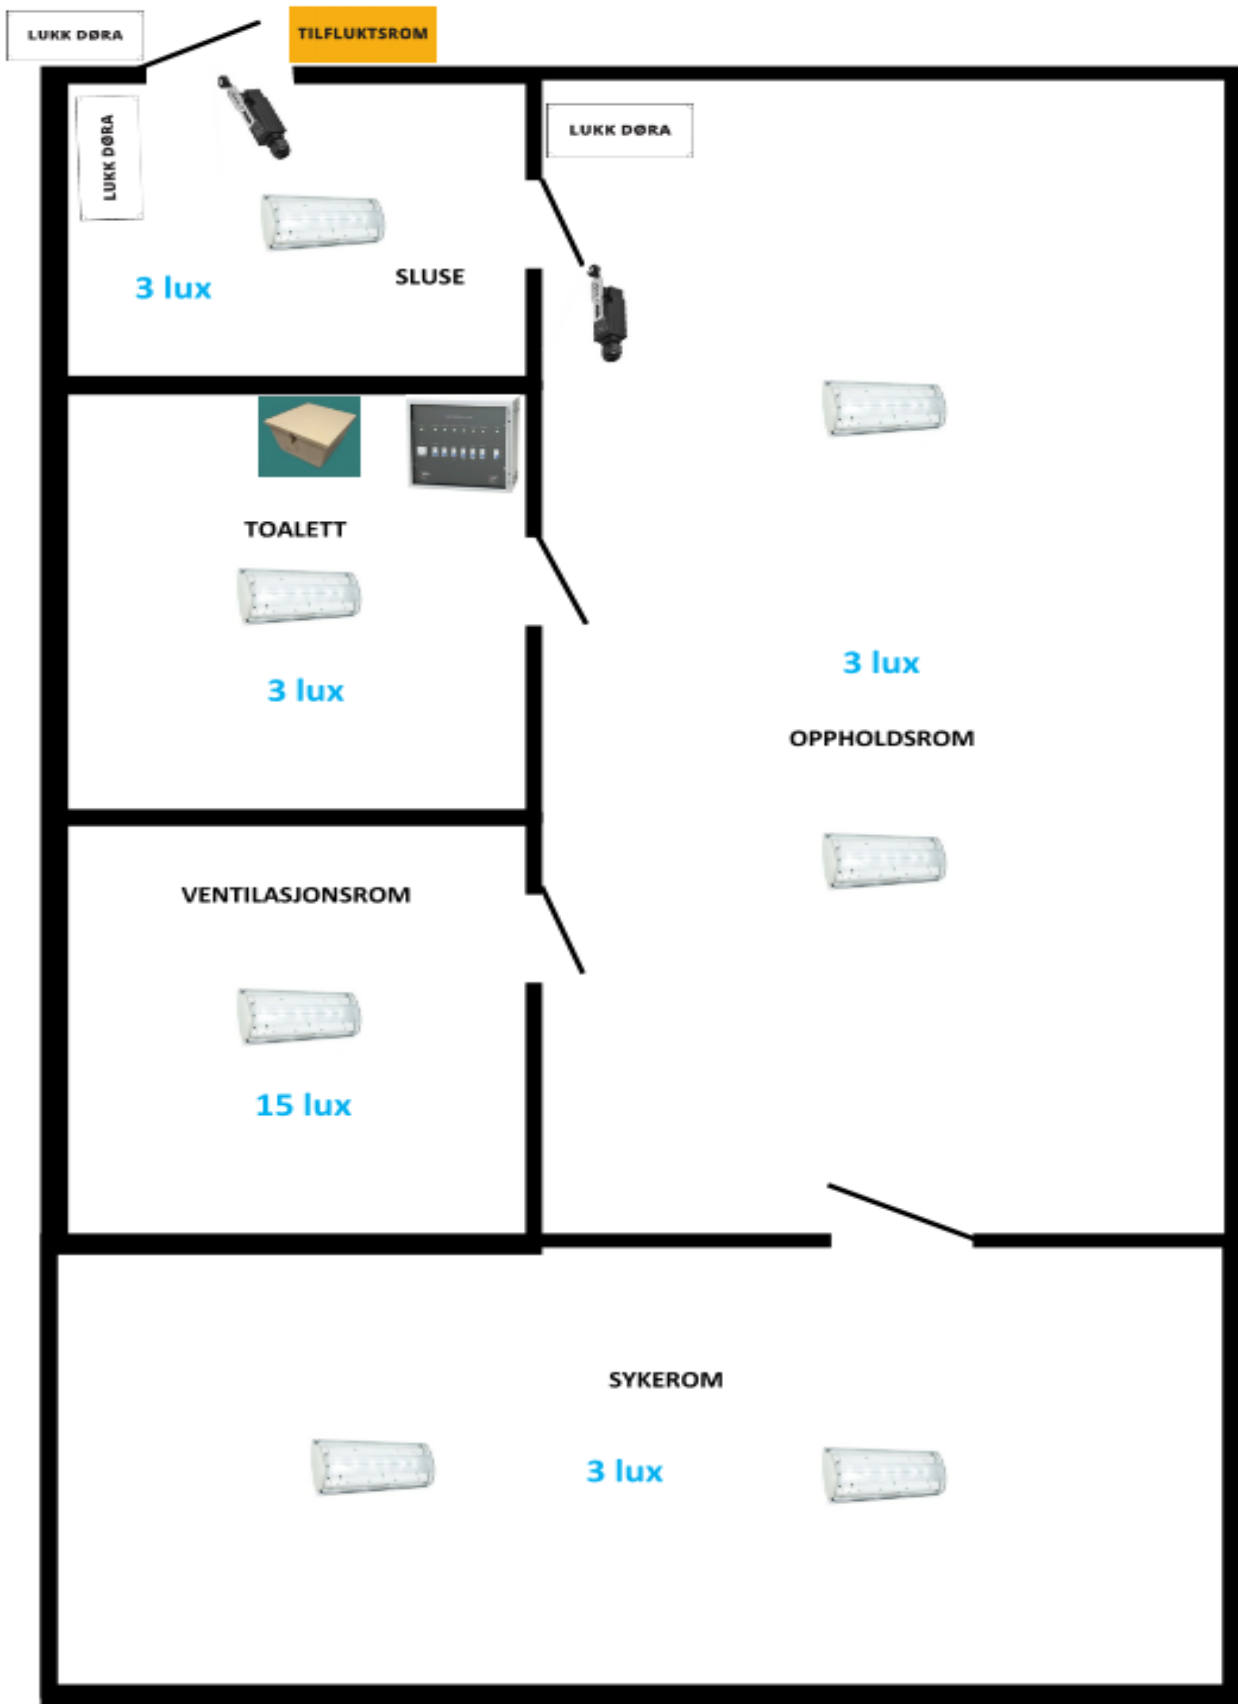 LUKK DØRA
TILFLUKTSROM
LUKK DØRA
LUKK DØRA
SLUSE
3 lux
TOALETT
3 lux
3 lux
OPPHOLDSROM
VENTILASJONSROM
15 lux
SYKEROM
3 lux